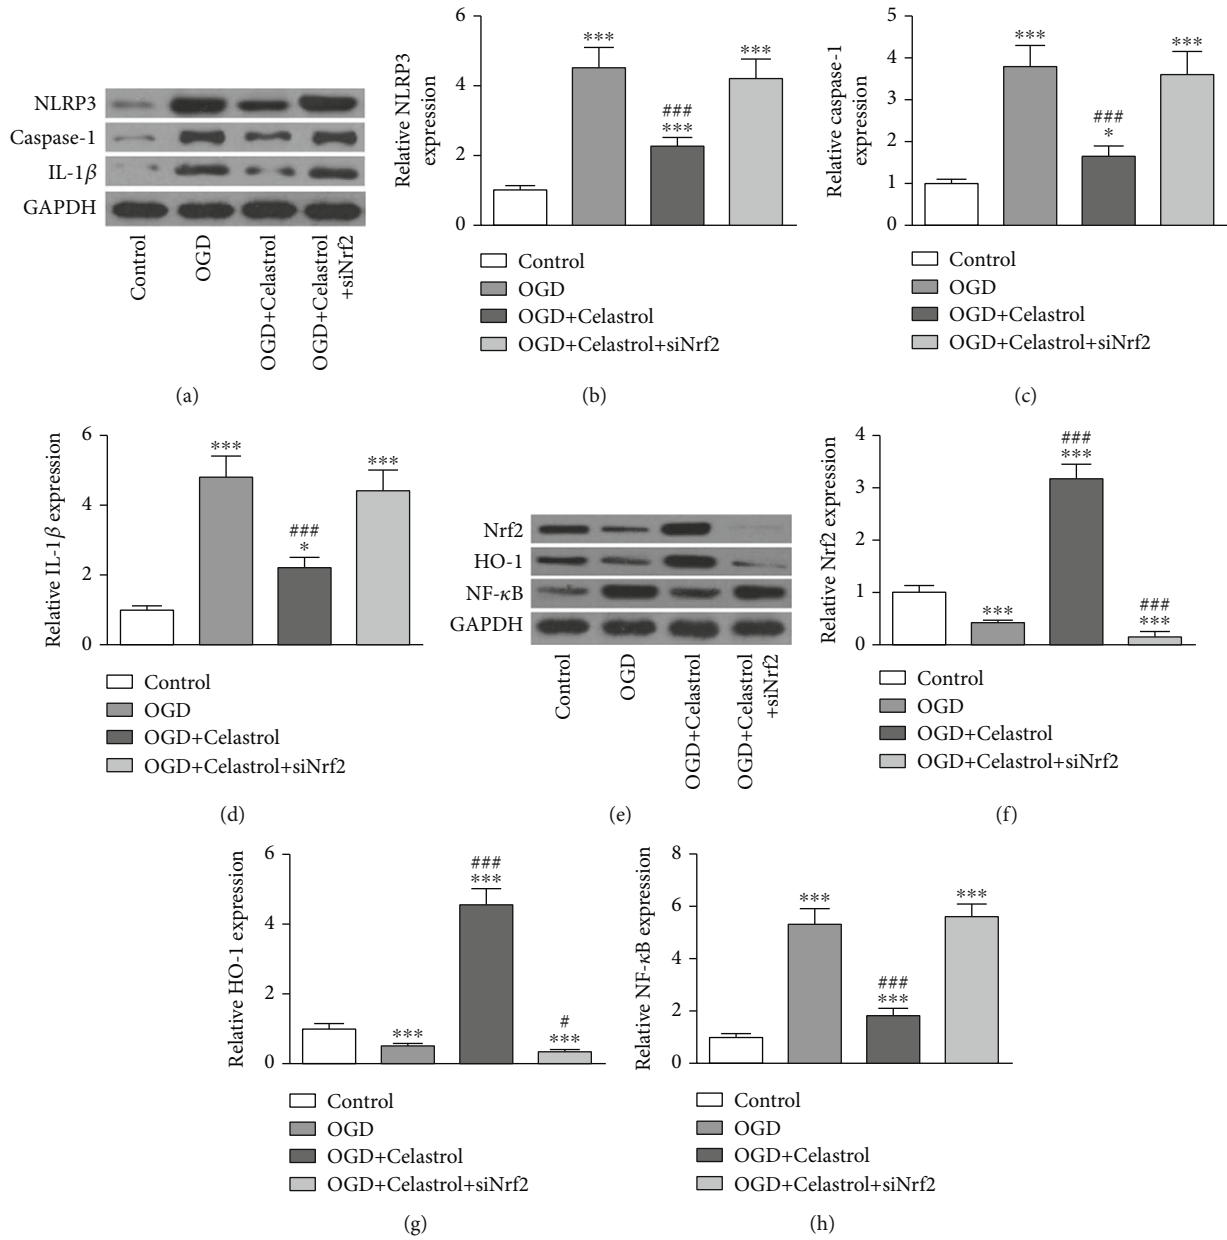 NLRP3
Caspase-1
IL-1β
GAPDH
Control
OGD
OGD+Celastrol
OGD+Celastrol
+siNrf2
(a)
Relative NLRP3
expression
6
4
2
0
***
###
***
***
Control
OGD
OGD+Celastrol
OGD+Celastrol+siNrf2
(b)
Relative caspase-1
expression
5
4
3
2
1
0
***
###
*
***
Control
OGD
OGD+Celastrol
OGD+Celastrol+siNrf2
(c)
Relative IL-1β expression
6
4
2
0
***
###
*
***
Control
OGD
OGD+Celastrol
OGD+Celastrol+siNrf2
(d)
Nrf2
HO-1
NF-κB
GAPDH
Control
OGD
OGD+Celastrol
OGD+Celastrol
+siNrf2
(e)
Relative Nrf2 expression
4
3
2
1
0
***
###
***
###
***
Control
OGD
OGD+Celastrol
OGD+Celastrol+siNrf2
(f)
Relative HO-1 expression
6
4
2
0
***
###
***
#
***
Control
OGD
OGD+Celastrol
OGD+Celastrol+siNrf2
(g)
Relative NF-κB expression
8
6
4
2
0
***
###
***
***
Control
OGD
OGD+Celastrol
OGD+Celastrol+siNrf2
(h)